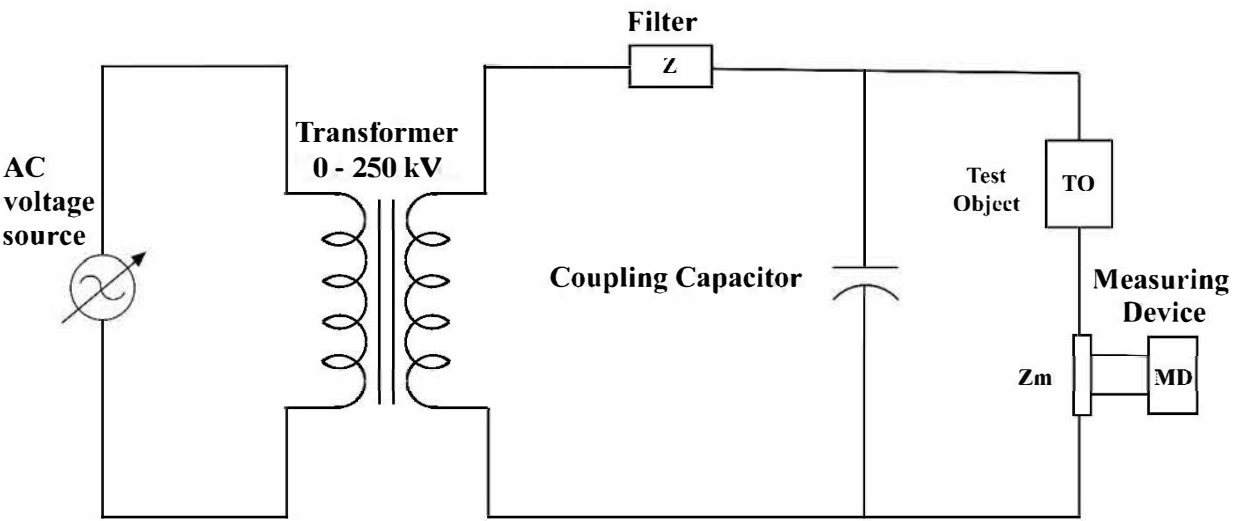 Filter
Z
Transformer
0 - 250 kV
AC
voltage
source
Test
Object
TO
Coupling Capacitor
Measuring
Device
Zm
MD